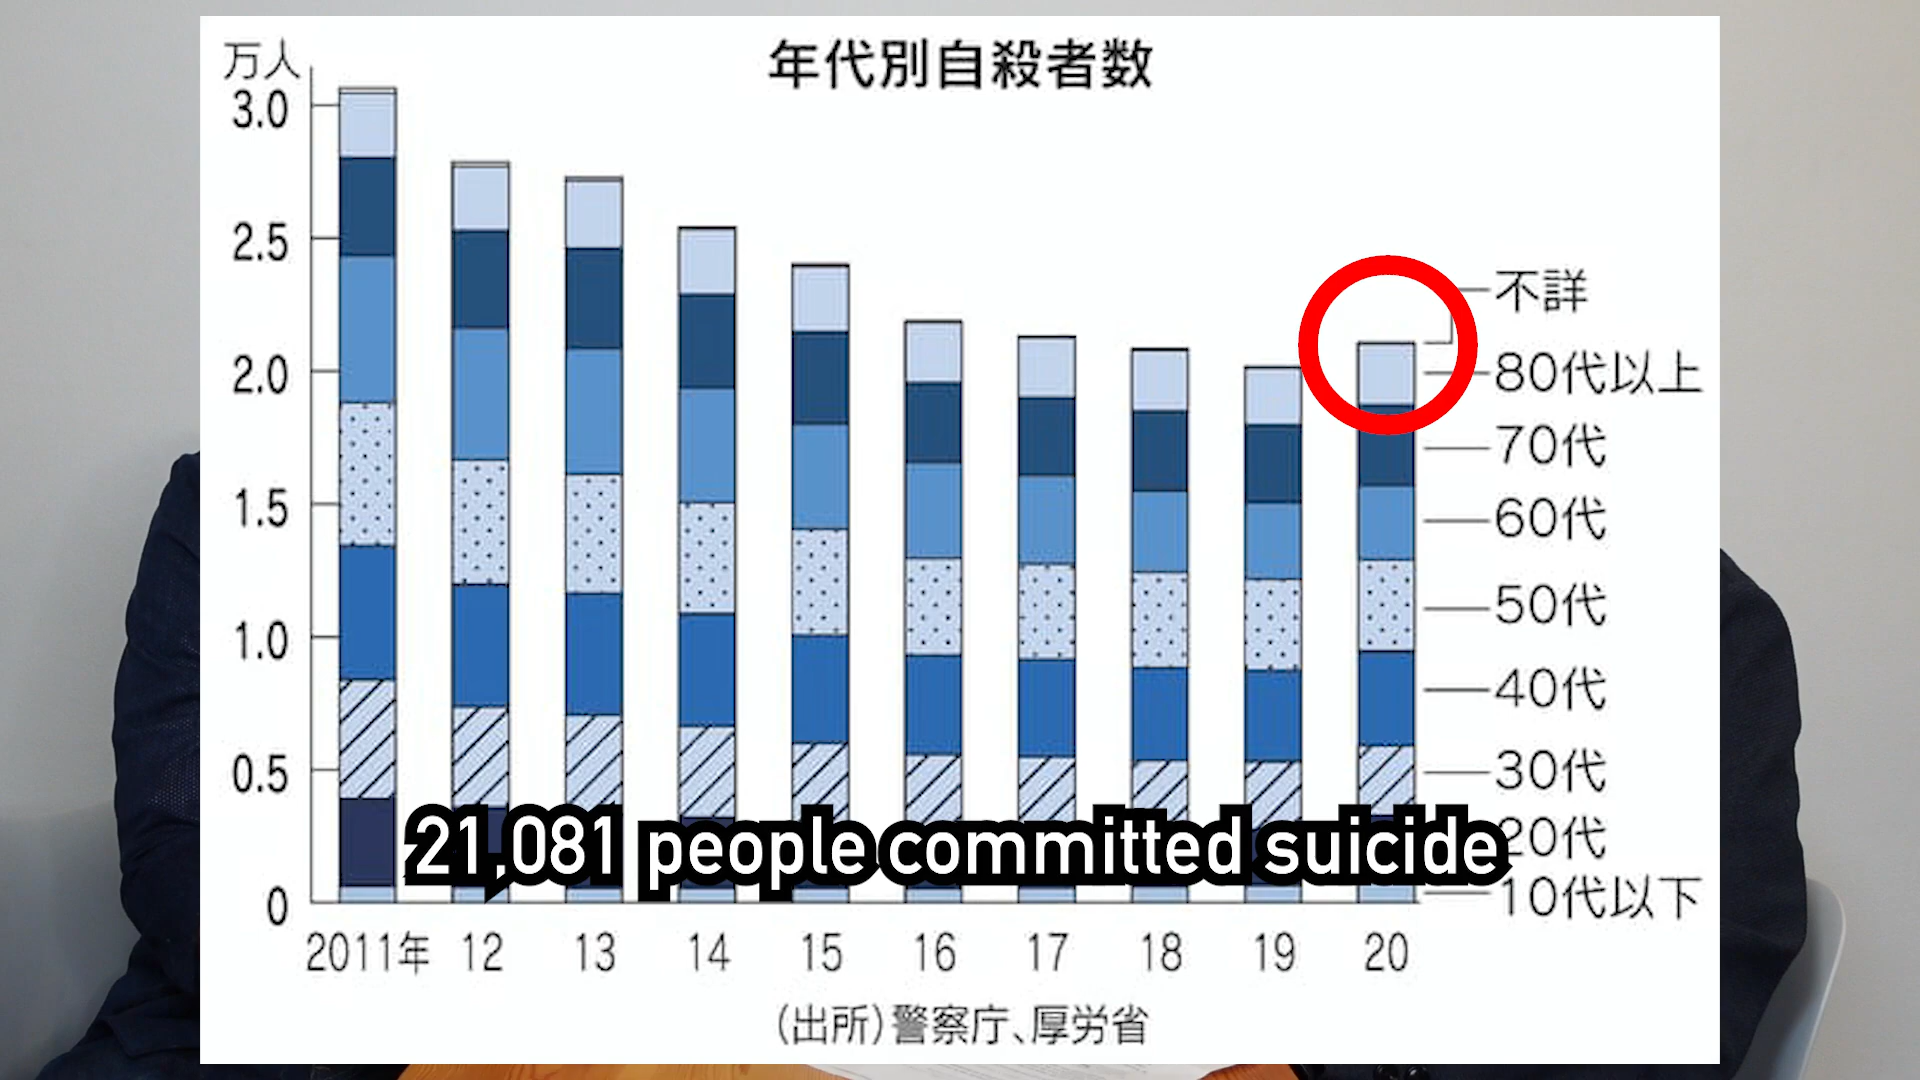 年代別自殺者数
万人
3.0
2.5
2.0
1.5
1.0
0.5
0
不詳
80代以上
70代
60代
50代
40代
30代
20代
10代以下
21,081 people committed suicide
2011年 12 13 14 15 16 17 18 19 20
(出所)警察庁、厚労省